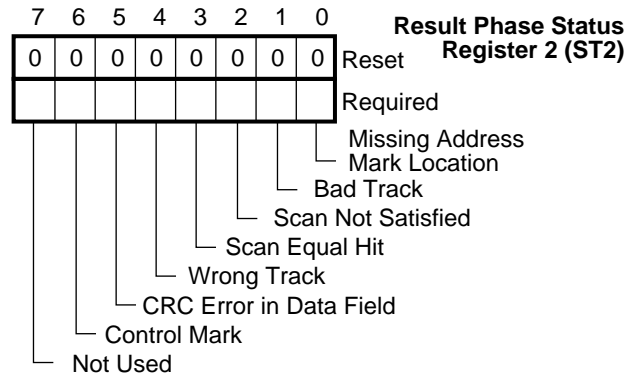 7 6 5 4 3 2 1 0
Result Phase Status
Register 2 (ST2)
0 0 0 0 0 0 0 0 Reset
Required
Missing Address
Mark Location
Bad Track
Scan Not Satisfied
Scan Equal Hit
Wrong Track
CRC Error in Data Field
Control Mark
Not Used